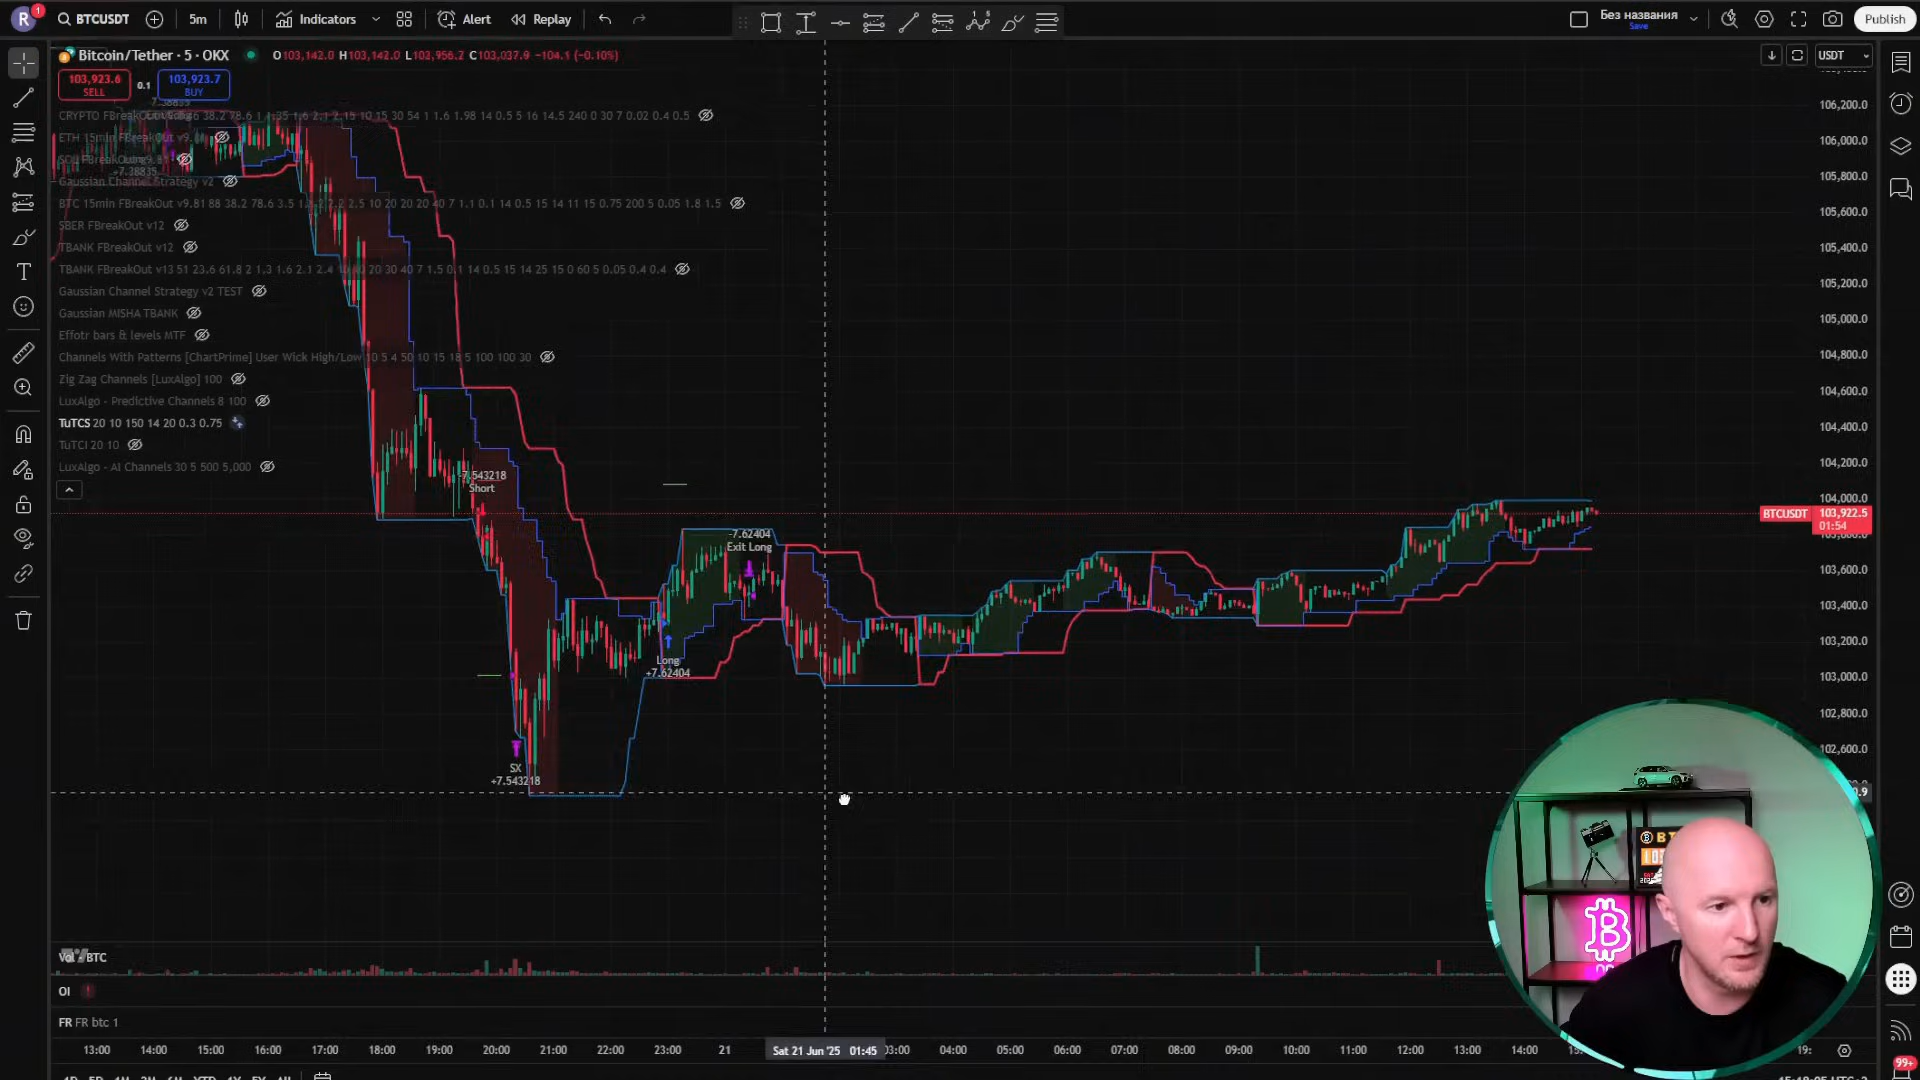 R 1 BTCUSDT 5m Indicators Alert Replay Без названия Save Publish
Bitcoin/Tether · 5 · OKX O103,142.0 H103,142.0 L102,956.2 C103,037.9 −104.1 (−0.10%) USDT
103,923.6 SELL 0.1 103,923.7 BUY
CRYPTO FBreakOut
ETH 15min FBreakOut
Gaussian Channel Strategy v2
BTC 15min FBreakOut v9.81 88 38.2 78.6 3.5
SBER FBreakOut v12
TBANK FBreakOut v12
TBANK FBreakOut v13 51 23.6 61.8 2 1.3 1.6 2.1 2.4
Gaussian Channel Strategy v2 TEST
Gaussian MISHA TBANK
Effotr bars & levels MTF
Channels With Patterns [ChartPrime] User Wick High/Low 10 5 4 50 10 15 18 5 100 100 30
Zig Zag Channels [LuxAlgo] 100
LuxAlgo - Predictive Channels 8 100
TuTCS 20 10 150 14 20 0.3 0.75
TuTCI 20 10
LuxAlgo - AI Channels 30 5 500 5,000
-7.543218
Short
-7.62404
Exit Long
Long
+7.62404
SX
+7.543218
106,200.0
106,000.0
105,800.0
105,600.0
105,400.0
105,200.0
105,000.0
104,800.0
104,600.0
104,400.0
104,200.0
104,000.0
BTCUSDT 103,922.5
01:54
103,600.0
103,400.0
103,200.0
103,000.0
102,800.0
102,600.0
Vol · BTC
OI
FR FR btc 1
13:00 14:00 15:00 16:00 17:00 18:00 19:00 20:00 21:00 22:00 23:00 21 Sat 21 Jun '25 01:45 03:00 04:00 05:00 06:00 07:00 08:00 09:00 10:00 11:00 12:00 13:00 14:00
99+